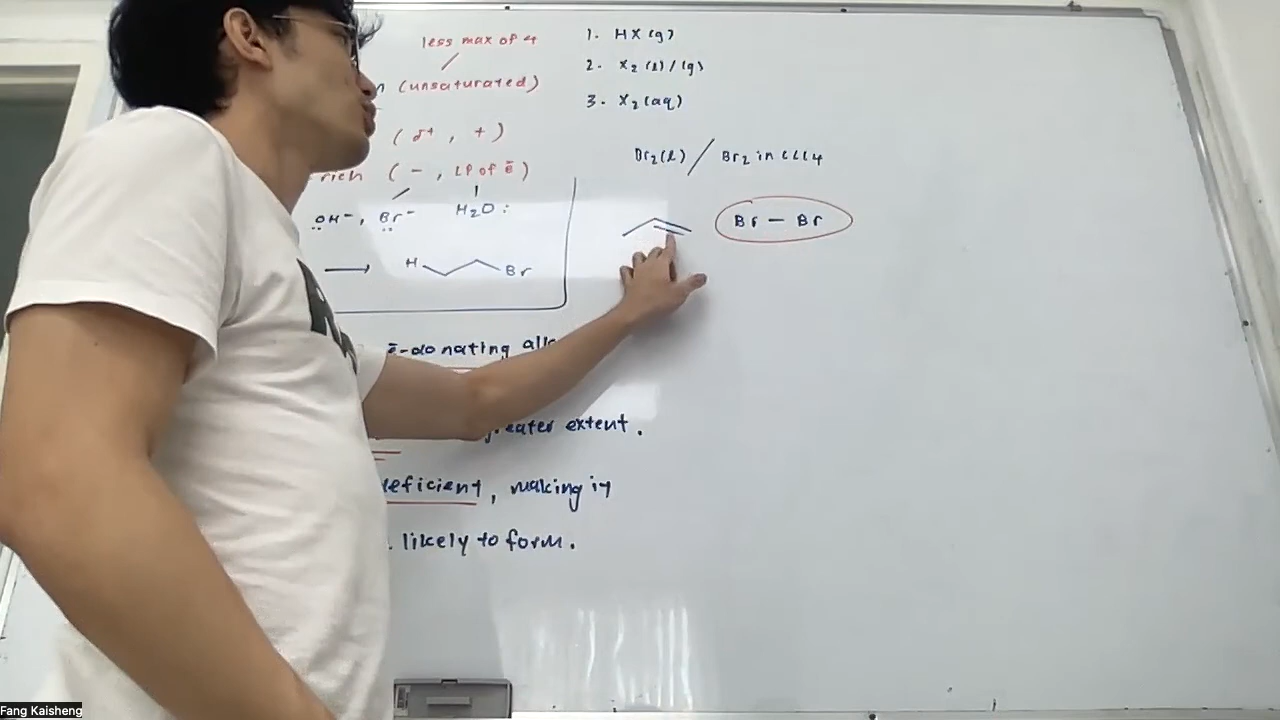 less max of 4
n (unsaturated)
(δ+, +)
rich (-, LP of ē)
OH⁻, Br⁻ H₂O:
→ H Br
ē-donating
greater extent.
deficient, making it
likely to form.
1. HX(g)
2. X₂(l)/(g)
3. X₂(aq)
Br₂(l) / Br₂ in CCl4
Br — Br
Fang Kaisheng